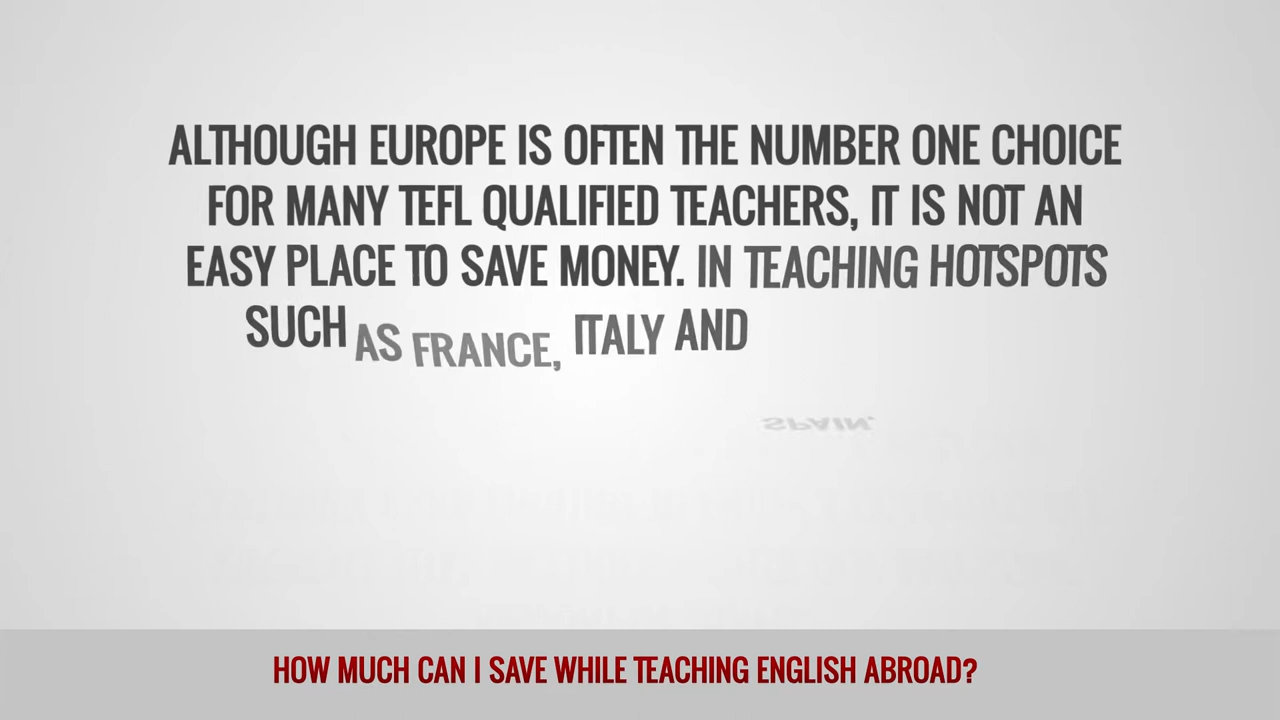 ALTHOUGH EUROPE IS OFTEN THE NUMBER ONE CHOICE
FOR MANY TEFL QUALIFIED TEACHERS, IT IS NOT AN
EASY PLACE TO SAVE MONEY. IN TEACHING HOTSPOTS
SUCH AS FRANCE, ITALY AND
SPAIN,
HOW MUCH CAN I SAVE WHILE TEACHING ENGLISH ABROAD?